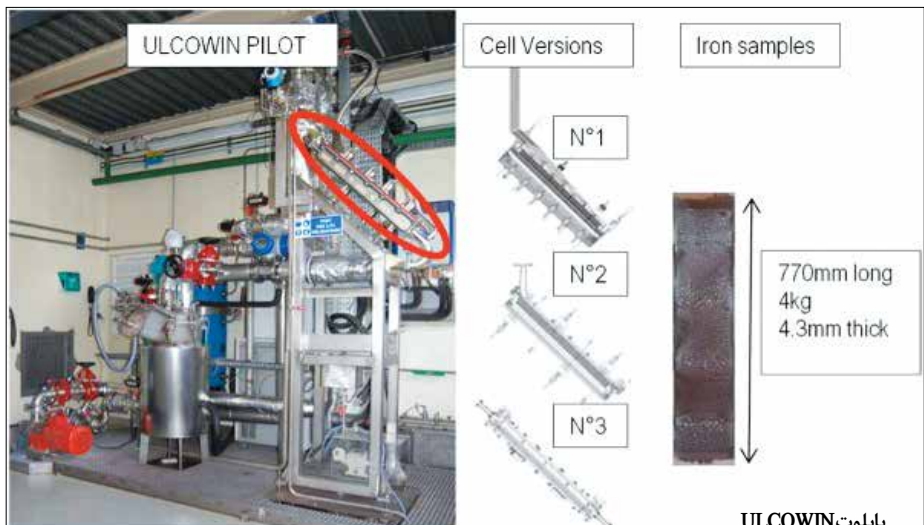 ULCOWIN PILOT
Cell Versions
Iron samples
N°1
N°2
N°3
770mm long
4kg
4.3mm thick
پایلوت ULCOWIN